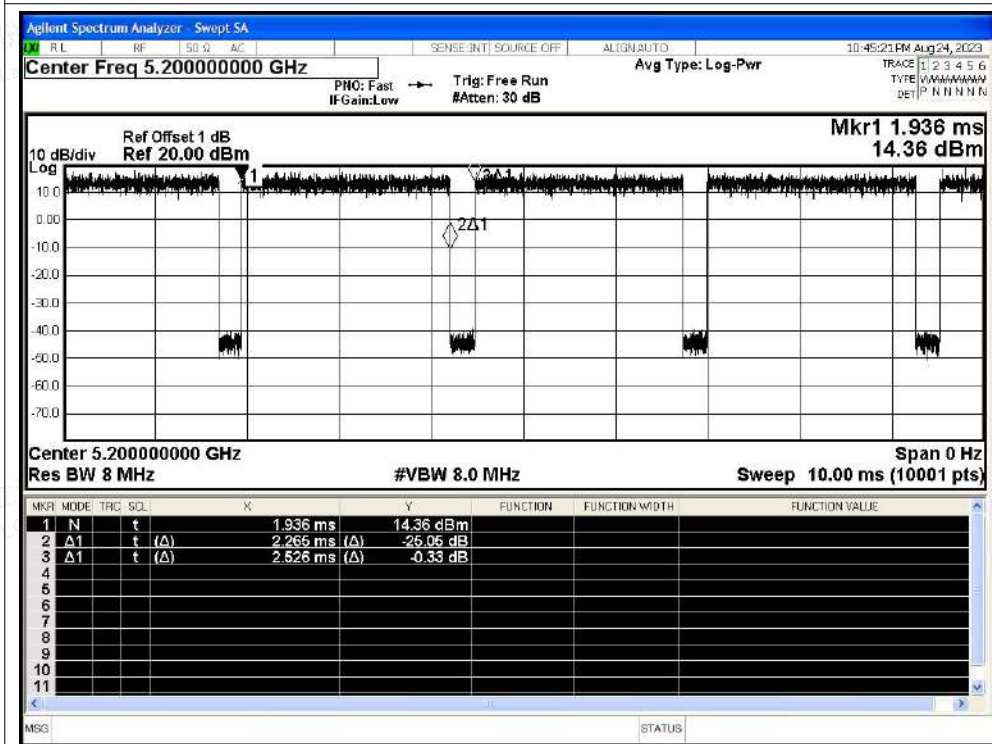 Agilent Spectrum Analyzer - Swept SA
LXI RL RF 50 Ω AC SENSE:INT SOURCE OFF ALIGN AUTO 10:45:21 PM Aug 24, 2023
Center Freq 5.200000000 GHz
PNO: Fast
IFGain:Low
Trig: Free Run
#Atten: 30 dB
Avg Type: Log-Pwr
TRACE 1 2 3 4 5 6
TYPE
DET P N N N N N
Mkr1 1.936 ms
14.36 dBm
Ref Offset 1 dB
10 dB/div Ref 20.00 dBm
Log
10.0
0.00
-10.0
-20.0
-30.0
-40.0
-50.0
-60.0
-70.0
1
2Δ1
3Δ1
Center 5.200000000 GHz Span 0 Hz
Res BW 8 MHz #VBW 8.0 MHz Sweep 10.00 ms (10001 pts)
MKR MODE TRC SCL X Y FUNCTION FUNCTION WIDTH FUNCTION VALUE
1 N t 1.936 ms 14.36 dBm
2 Δ1 t (Δ) 2.265 ms (Δ) -25.05 dB
3 Δ1 t (Δ) 2.526 ms (Δ) -0.33 dB
4
5
6
7
8
9
10
11
MSG STATUS